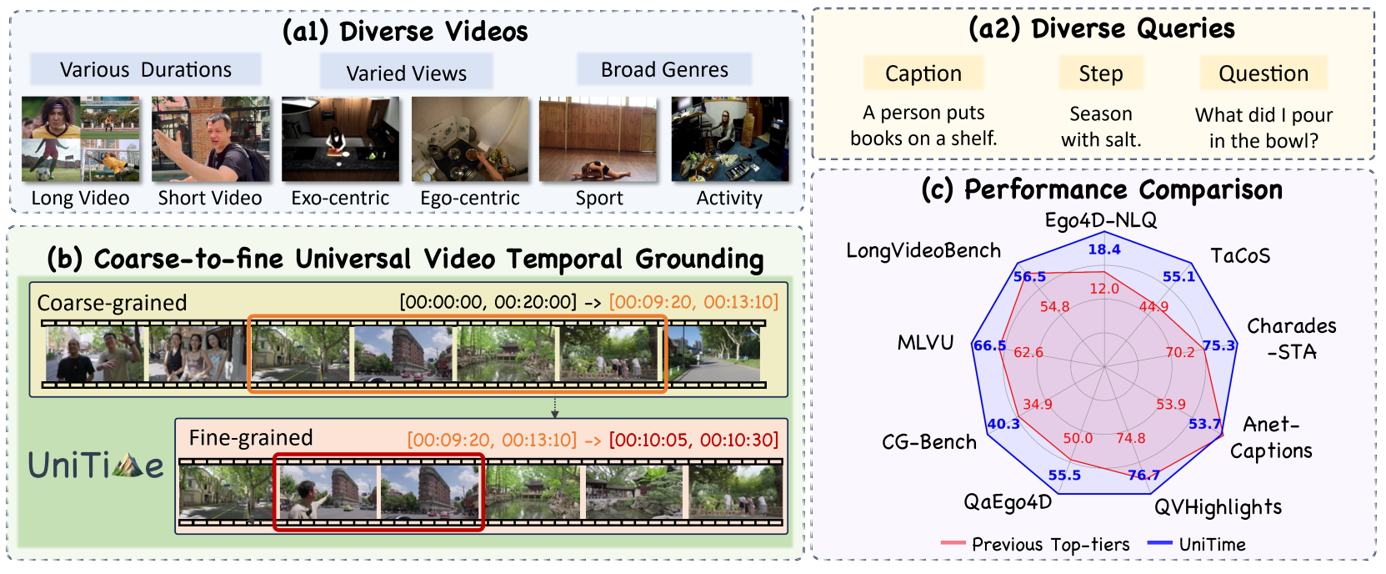 (a1) Diverse Videos
Various Durations
Varied Views
Broad Genres
Long Video
Short Video
Exo-centric
Ego-centric
Sport
Activity
(a2) Diverse Queries
Caption
Step
Question
A person puts
books on a shelf.
Season
with salt.
What did I pour
in the bowl?
(b) Coarse-to-fine Universal Video Temporal Grounding
Coarse-grained
[00:00:00, 00:20:00] -> [00:09:20, 00:13:10]
Fine-grained
[00:09:20, 00:13:10] -> [00:10:05, 00:10:30]
UniTime
(c) Performance Comparison
Ego4D-NLQ
18.4
12.0
TaCoS
55.1
44.9
Charades
-STA
75.3
70.2
Anet-
Captions
53.7
53.9
QVHighlights
76.7
74.8
QaEgo4D
55.5
50.0
CG-Bench
40.3
34.9
MLVU
66.5
62.6
LongVideoBench
56.5
54.8
Previous Top-tiers
UniTime